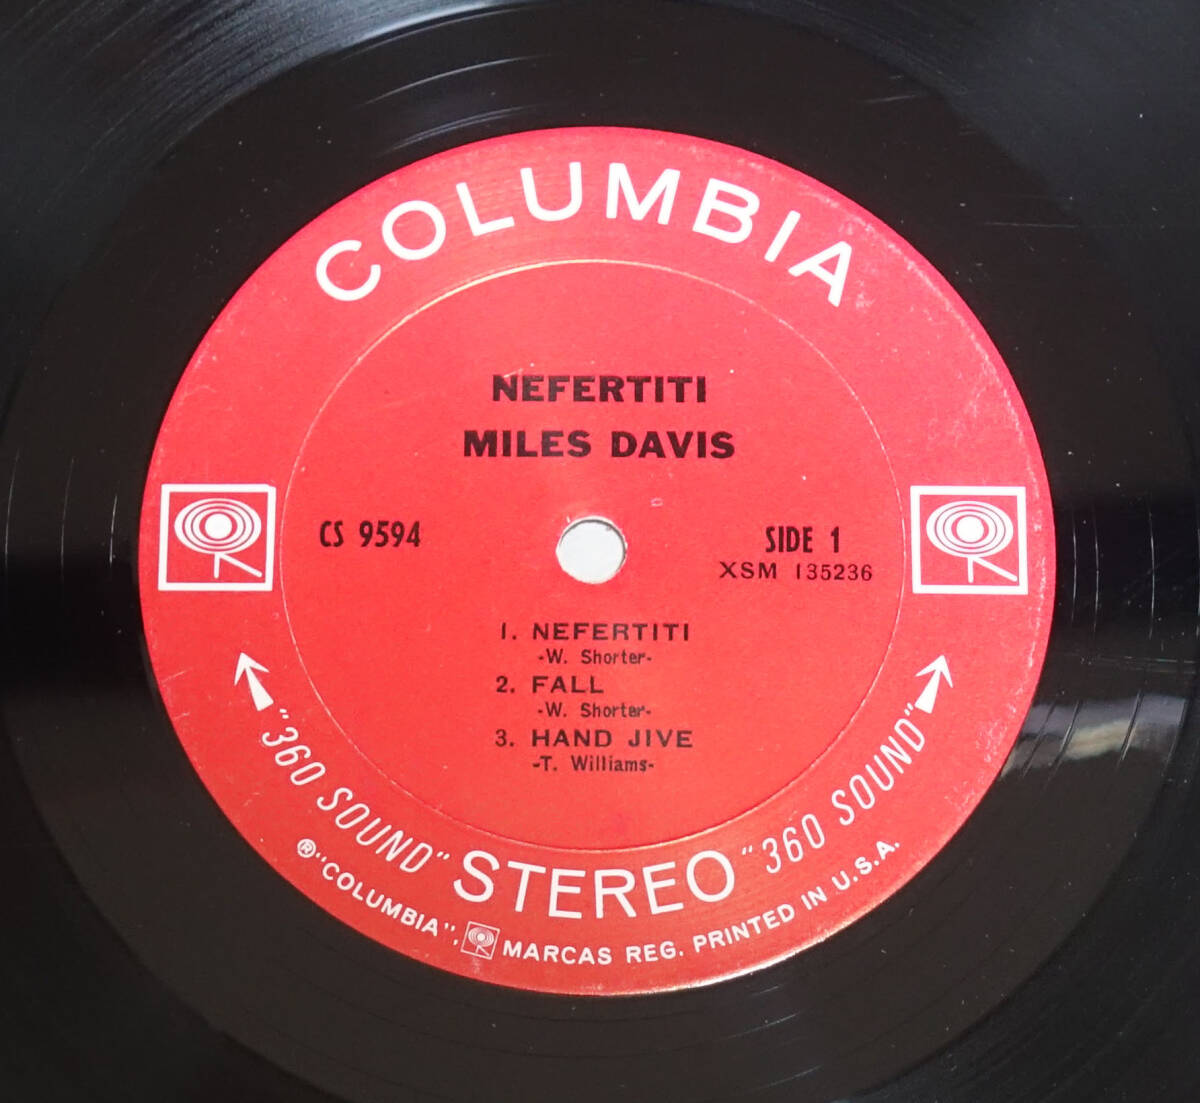 COLUMBIA
NEFERTITI
MILES DAVIS
CS 9594
SIDE 1
XSM 135236
1. NEFERTITI
-W. Shorter-
2. FALL
-W. Shorter-
3. HAND JIVE
-T. Williams-
"360 SOUND" STEREO "360 SOUND"
® "COLUMBIA", MARCAS REG. PRINTED IN U.S.A.